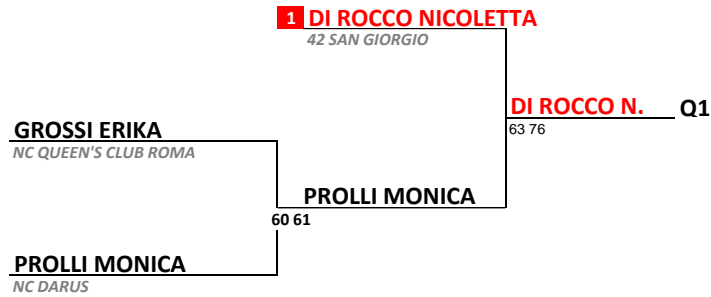 1 DI ROCCO NICOLETTA
42 SAN GIORGIO
DI ROCCO N. Q1
63 76
GROSSI ERIKA
NC QUEEN'S CLUB ROMA
PROLLI MONICA
60 61
PROLLI MONICA
NC DARUS